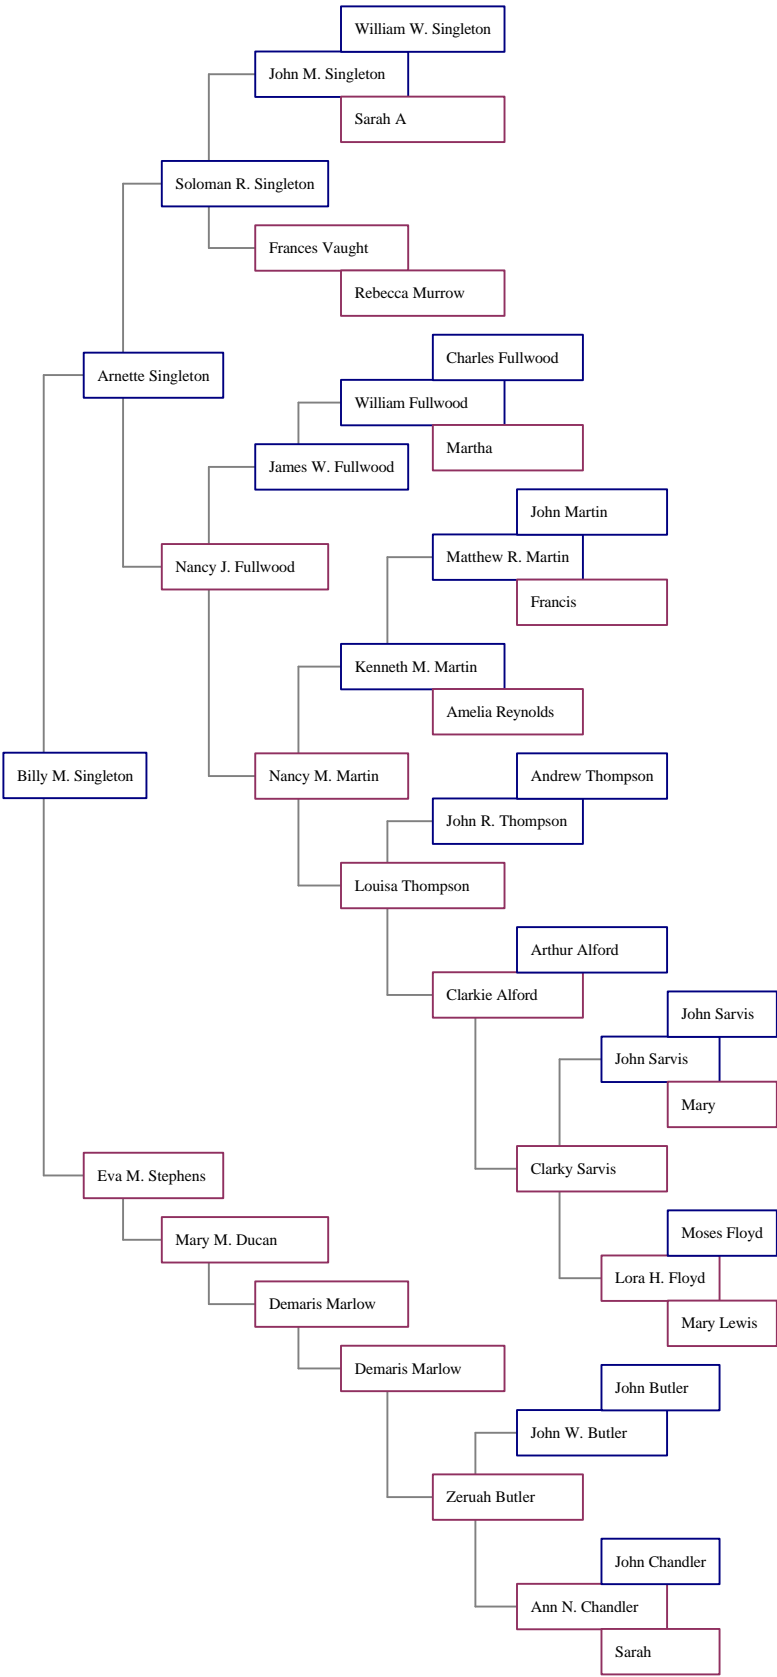 William W. Singleton
John M. Singleton
Sarah A
Soloman R. Singleton
Frances Vaught
Rebecca Murrow
Charles Fullwood
Arnette Singleton
William Fullwood
Martha
James W. Fullwood
John Martin
Matthew R. Martin
Nancy J. Fullwood
Francis
Kenneth M. Martin
Amelia Reynolds
Billy M. Singleton
Nancy M. Martin
Andrew Thompson
John R. Thompson
Louisa Thompson
Arthur Alford
Clarkie Alford
John Sarvis
John Sarvis
Mary
Clarky Sarvis
Eva M. Stephens
Moses Floyd
Mary M. Ducan
Lora H. Floyd
Demaris Marlow
Mary Lewis
Demaris Marlow
John Butler
John W. Butler
Zeruah Butler
John Chandler
Ann N. Chandler
Sarah